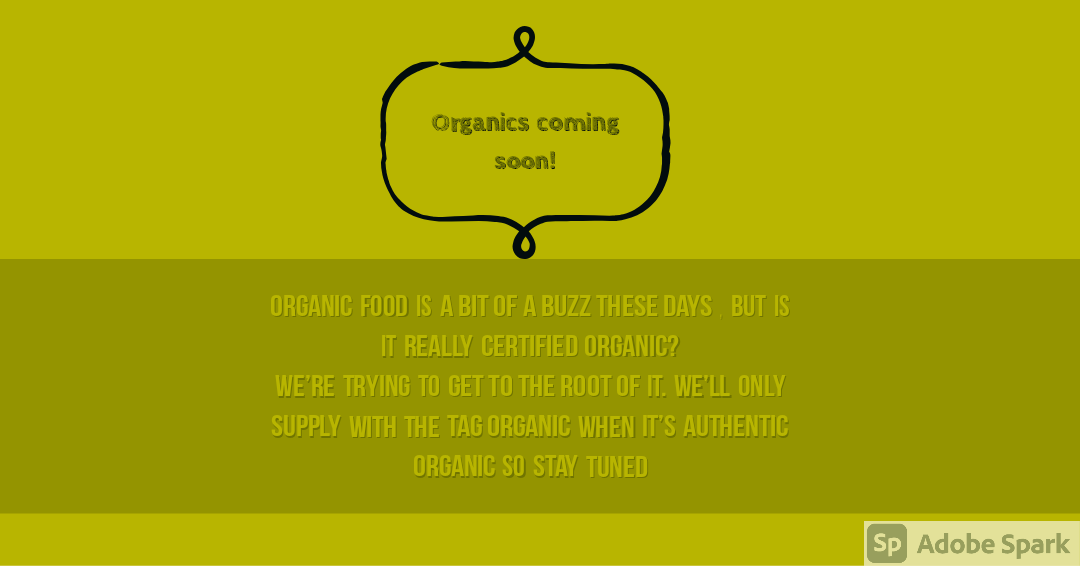 Organics coming
soon!
ORGANIC FOOD IS A BIT OF A BUZZ THESE DAYS , BUT IS
IT REALLY CERTIFIED ORGANIC?
WE'RE TRYING TO GET TO THE ROOT OF IT. WE'LL ONLY
SUPPLY WITH THE TAG ORGANIC WHEN IT'S AUTHENTIC
ORGANIC SO STAY TUNED
Sp Adobe Spark